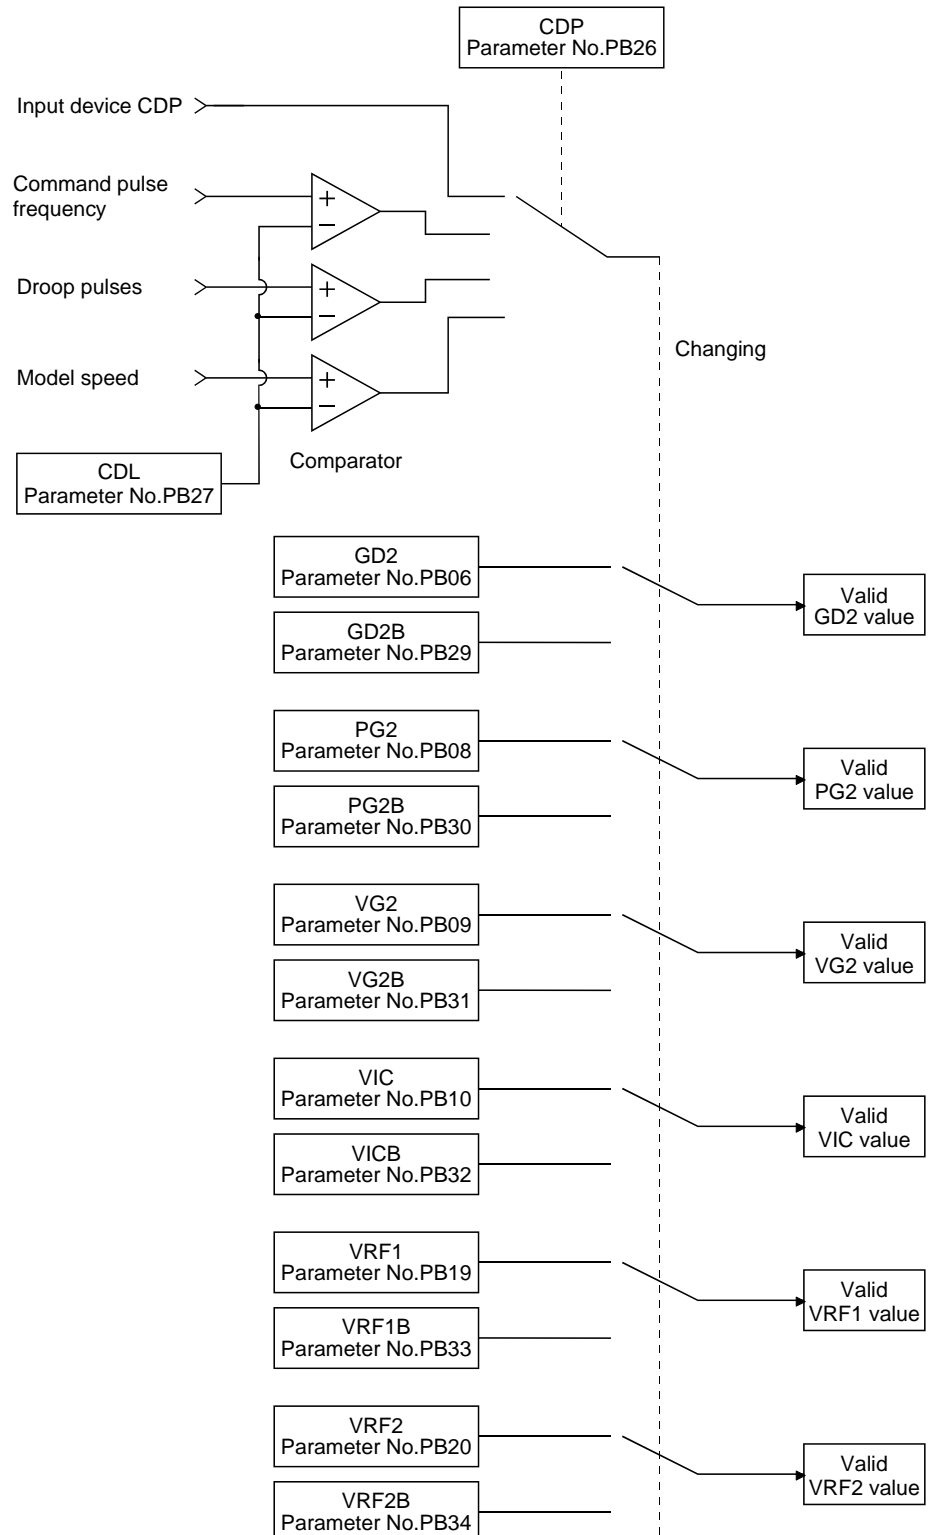 CDP
Parameter No.PB26
Input device CDP
Command pulse
frequency
+
−
Droop pulses
+
−
Changing
Model speed
+
−
Comparator
CDL
Parameter No.PB27
GD2
Parameter No.PB06
Valid
GD2 value
GD2B
Parameter No.PB29
PG2
Parameter No.PB08
Valid
PG2 value
PG2B
Parameter No.PB30
VG2
Parameter No.PB09
Valid
VG2 value
VG2B
Parameter No.PB31
VIC
Parameter No.PB10
Valid
VIC value
VICB
Parameter No.PB32
VRF1
Parameter No.PB19
Valid
VRF1 value
VRF1B
Parameter No.PB33
VRF2
Parameter No.PB20
Valid
VRF2 value
VRF2B
Parameter No.PB34